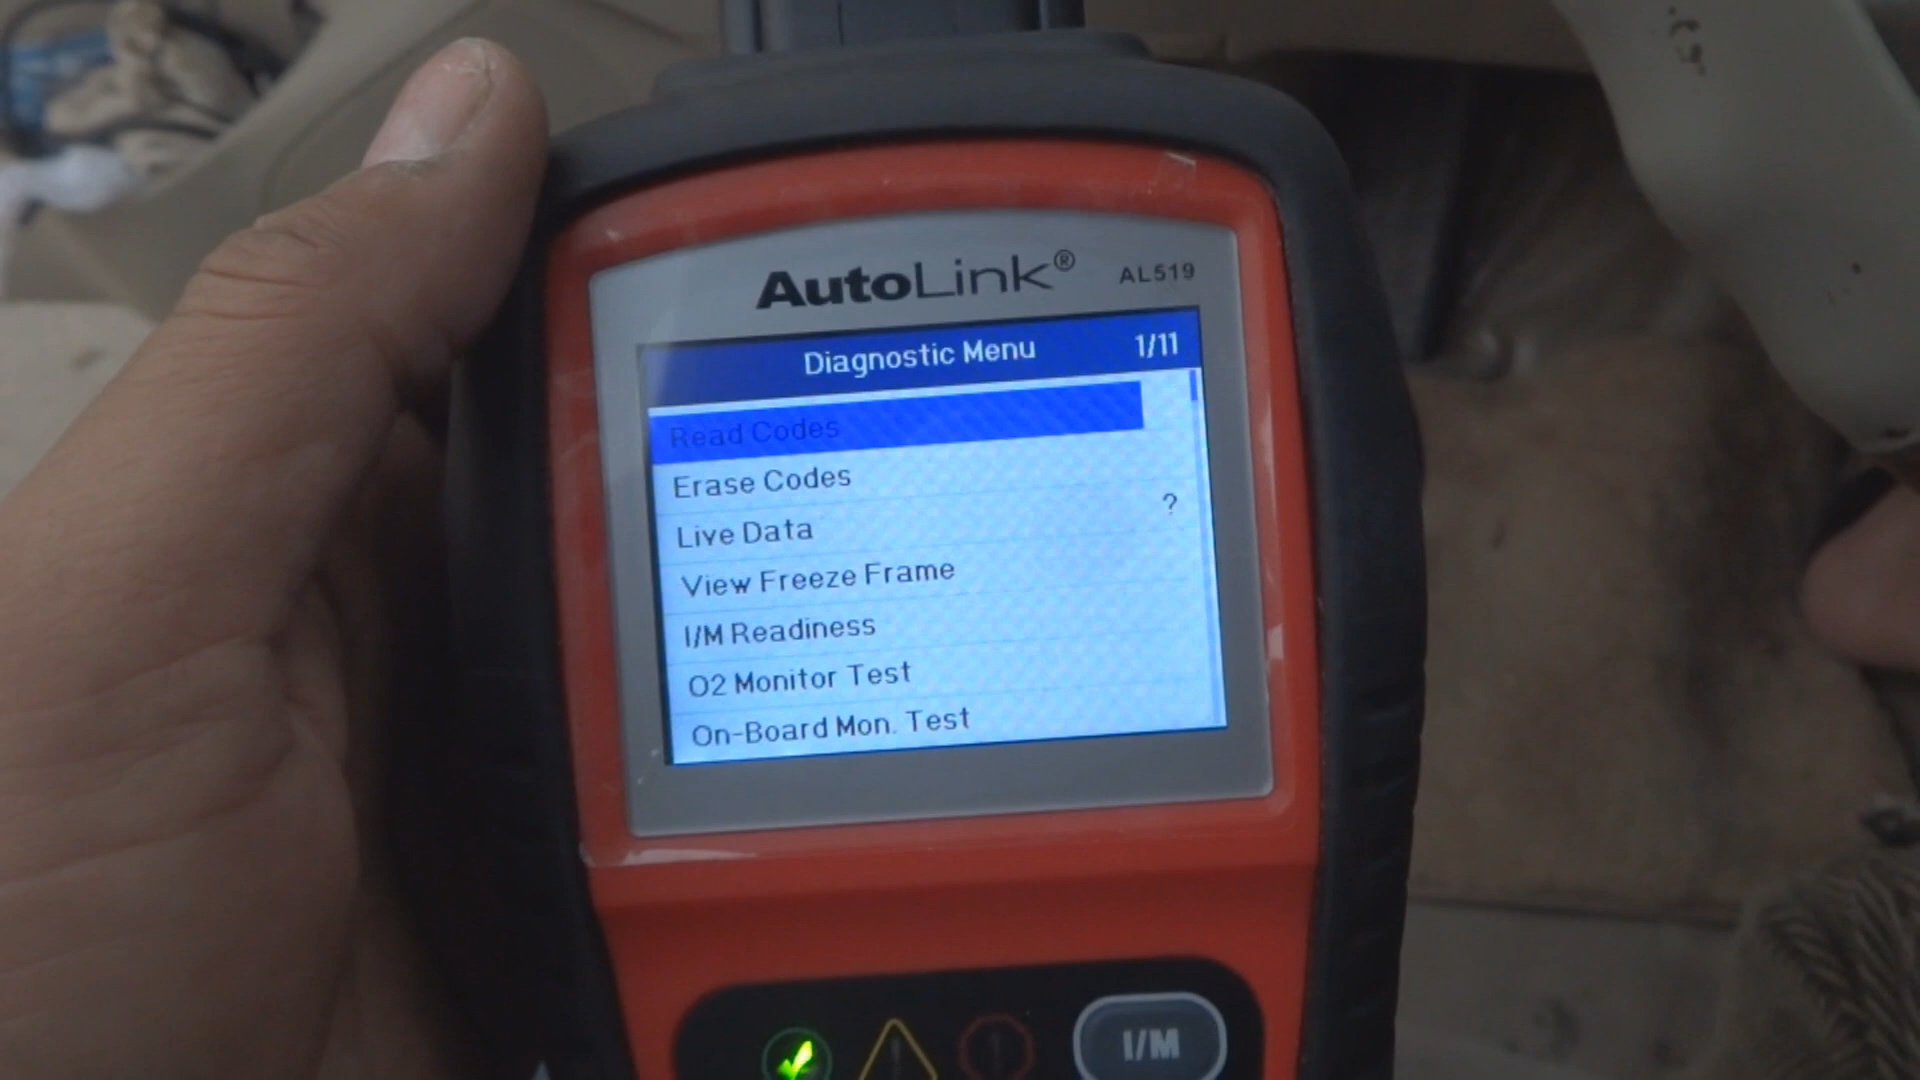 AutoLink® AL519
Diagnostic Menu 1/11
Read Codes
Erase Codes
Live Data
?
View Freeze Frame
I/M Readiness
O2 Monitor Test
On-Board Mon. Test
I/M